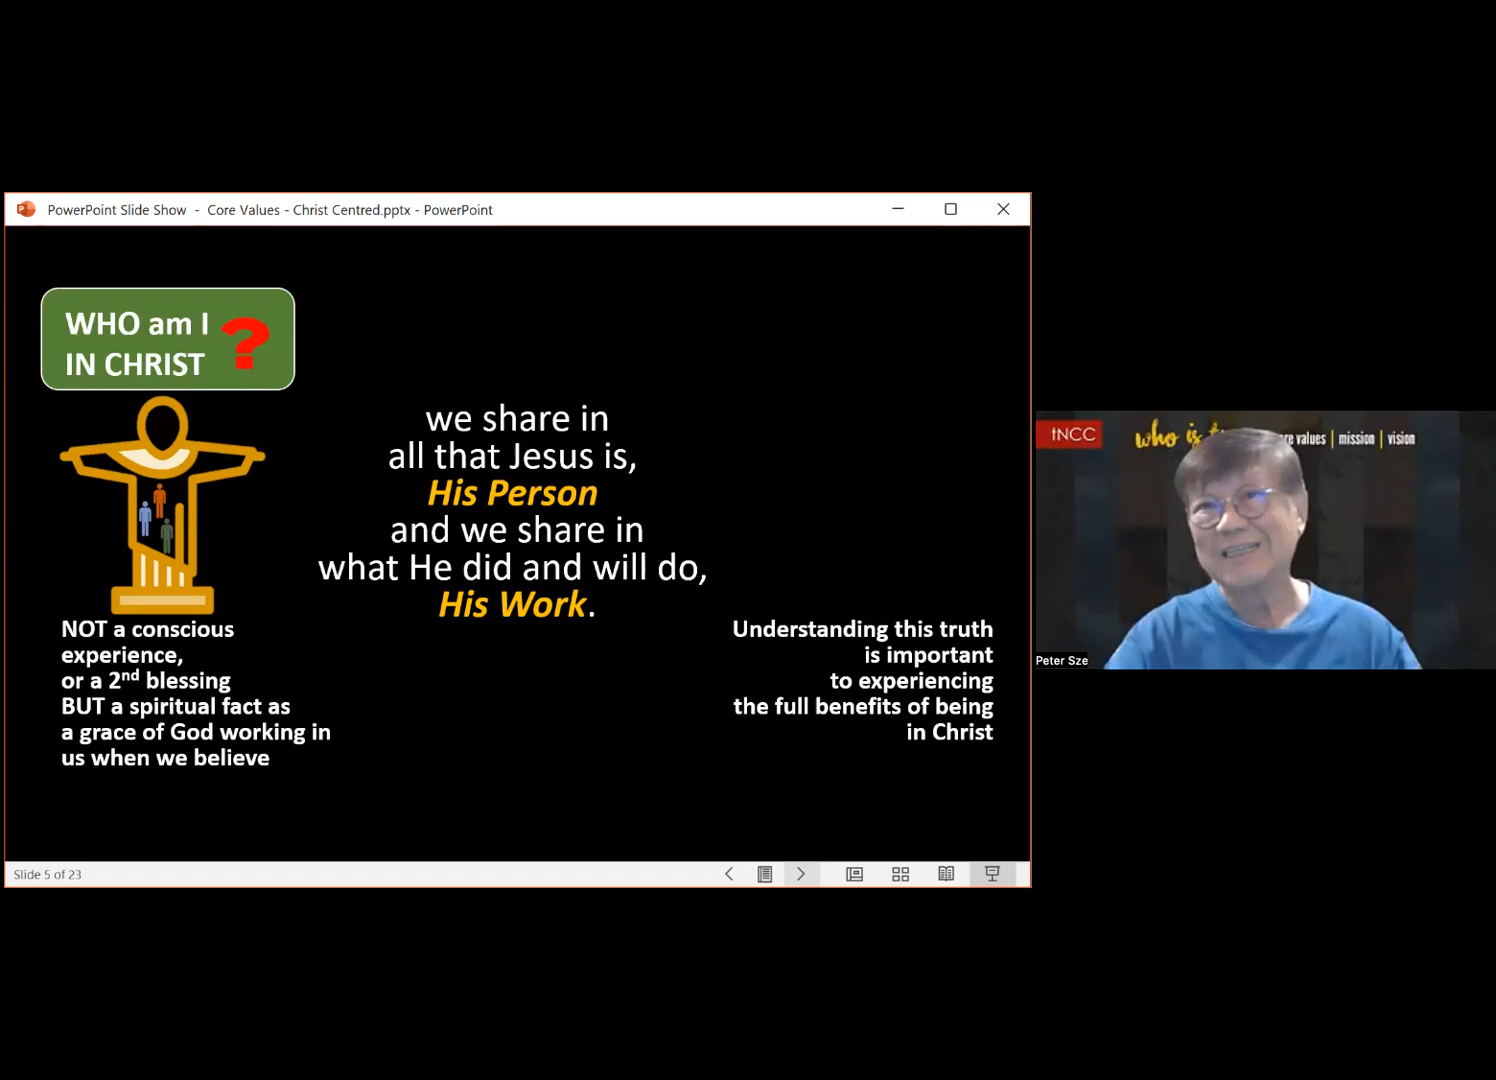 PowerPoint Slide Show - Core Values - Christ Centred.pptx - PowerPoint
WHO am I
IN CHRIST ?
we share in
all that Jesus is,
His Person
and we share in
what He did and will do,
His Work.
NOT a conscious
experience,
or a 2nd blessing
BUT a spiritual fact as
a grace of God working in
us when we believe
Understanding this truth
is important
to experiencing
the full benefits of being
in Christ
Slide 5 of 23
tNCC
who is
values | mission | vision
Peter Sze